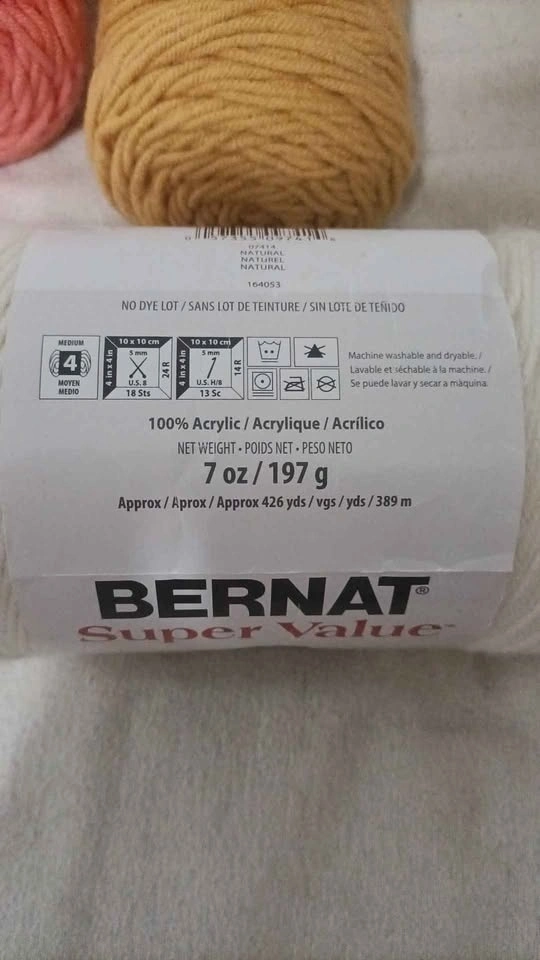 07414
NATURAL
NATUREL
NATURAL
164053
NO DYE LOT / SANS LOT DE TEINTURE / SIN LOTE DE TEÑIDO
MEDIUM
4
MOYEN
MEDIO
10 x 10 cm
4 in x 4 in
5 mm
U.S. 8
24 R
18 Sts
10 x 10 cm
4 in x 4 in
5 mm
U.S. H/8
14 R
13 Sc
Machine washable and dryable. /
Lavable et séchable à la machine. /
Se puede lavar y secar a máquina.
100% Acrylic / Acrylique / Acrílico
NET WEIGHT • POIDS NET • PESO NETO
7 oz / 197 g
Approx / Aprox / Approx 426 yds / vgs / yds / 389 m
BERNAT®
Super Value™